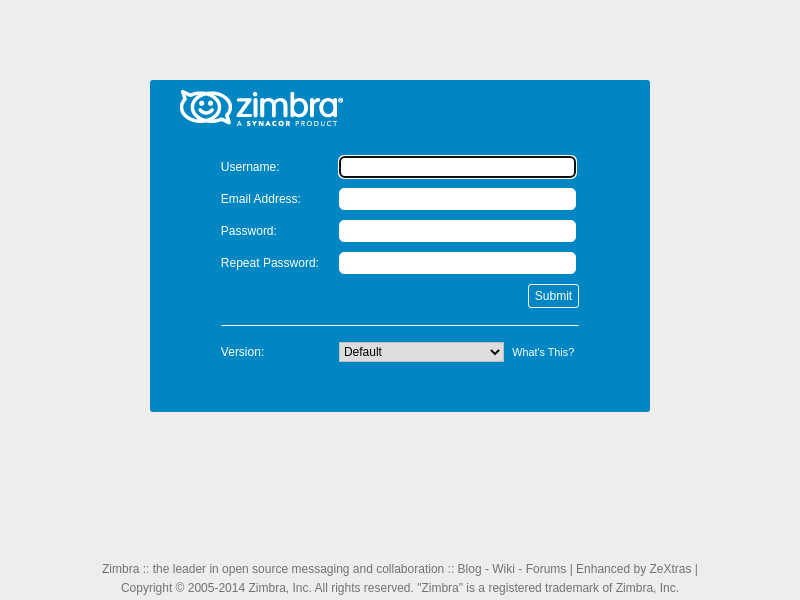 zimbra®
A SYNACOR PRODUCT
Username:
Email Address:
Password:
Repeat Password:
Submit
Version: Default What's This?
Zimbra :: the leader in open source messaging and collaboration :: Blog - Wiki - Forums | Enhanced by ZeXtras |
Copyright © 2005-2014 Zimbra, Inc. All rights reserved. "Zimbra" is a registered trademark of Zimbra, Inc.